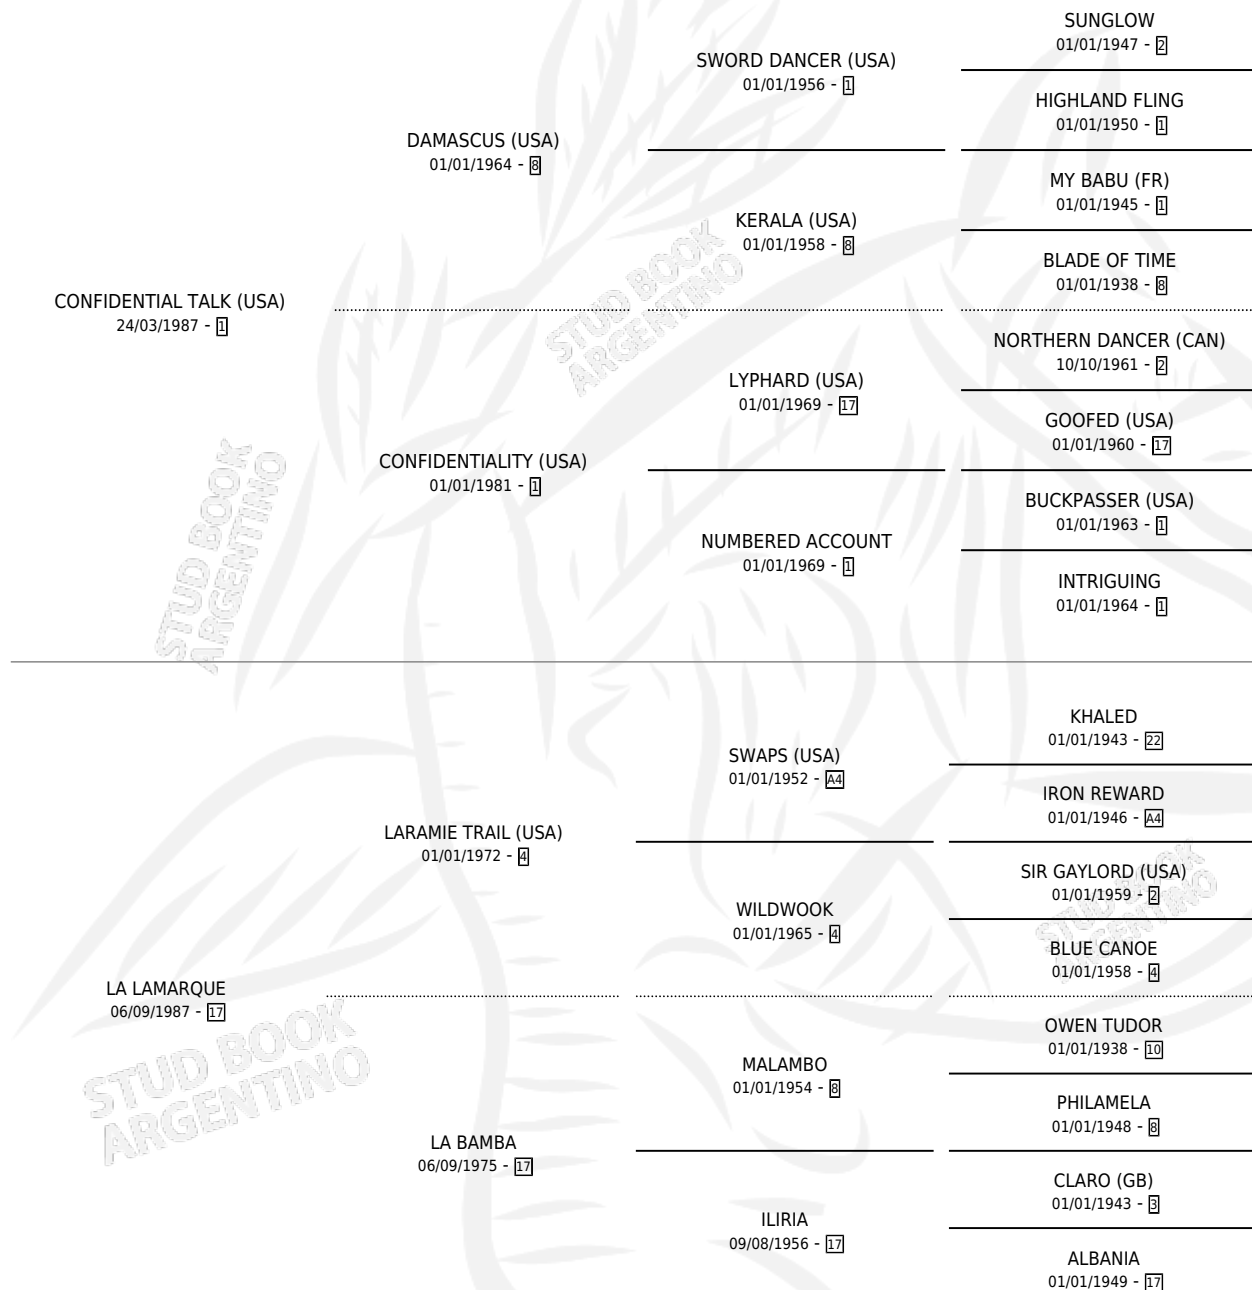 SUNGLOW
01/01/1947 - 2
SWORD DANCER (USA)
01/01/1956 - 1
HIGHLAND FLING
01/01/1950 - 1
DAMASCUS (USA)
01/01/1964 - 8
MY BABU (FR)
01/01/1945 - 1
KERALA (USA)
01/01/1958 - 8
BLADE OF TIME
01/01/1938 - 8
CONFIDENTIAL TALK (USA)
24/03/1987 - 1
STUD BOOK
ARGENTINO
NORTHERN DANCER (CAN)
10/10/1961 - 2
LYPHARD (USA)
01/01/1969 - 17
GOOFED (USA)
01/01/1960 - 17
CONFIDENTIALITY (USA)
01/01/1981 - 1
BUCKPASSER (USA)
01/01/1963 - 1
NUMBERED ACCOUNT
01/01/1969 - 1
INTRIGUING
01/01/1964 - 1
STUD BOOK
ARGENTINO
KHALED
01/01/1943 - 22
SWAPS (USA)
01/01/1952 - A4
IRON REWARD
01/01/1946 - A4
LARAMIE TRAIL (USA)
01/01/1972 - 4
SIR GAYLORD (USA)
01/01/1959 - 2
WILDWOOK
01/01/1965 - 4
BLUE CANOE
01/01/1958 - 4
STUD BOOK
ARGENTINO
LA LAMARQUE
06/09/1987 - 17
OWEN TUDOR
01/01/1938 - 10
MALAMBO
01/01/1954 - 8
PHILAMELA
01/01/1948 - 8
STUD BOOK
ARGENTINO
LA BAMBA
06/09/1975 - 17
CLARO (GB)
01/01/1943 - 3
ILIRIA
09/08/1956 - 17
ALBANIA
01/01/1949 - 17